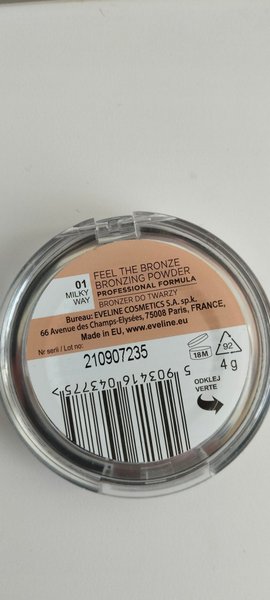 01
MILKY
WAY
FEEL THE BRONZE
BRONZING POWDER
PROFESSIONAL FORMULA
BRONZER DO TWARZY
Bureau: EVELINE COSMETICS S.A. sp.k.
66 Avenue des Champs-Elysées, 75008 Paris, FRANCE,
Made in EU, www.eveline.eu
Nr serii / Lot no:
210907235
18M
92
4 g
5 903416 043775 >
ODKLEJ
VERTE